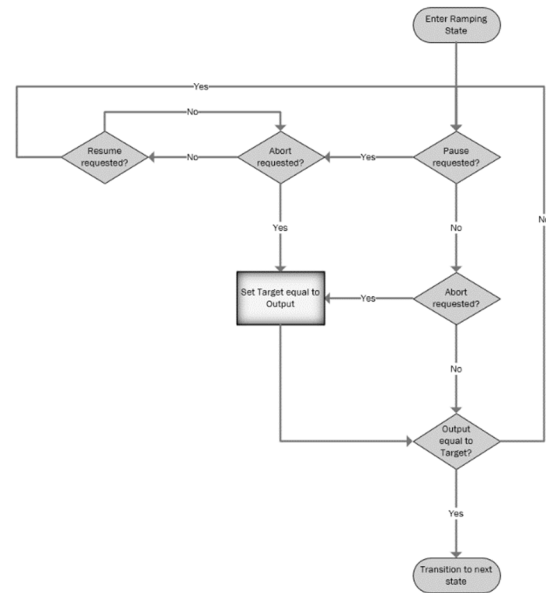 Enter Ramping
State
Yes
No
Resume
requested?
No
Abort
requested?
Yes
Pause
requested?
Yes
No
Set Target equal to
Output
Yes
Abort
requested?
No
Output
equal to
Target?
Yes
Transition to next
state